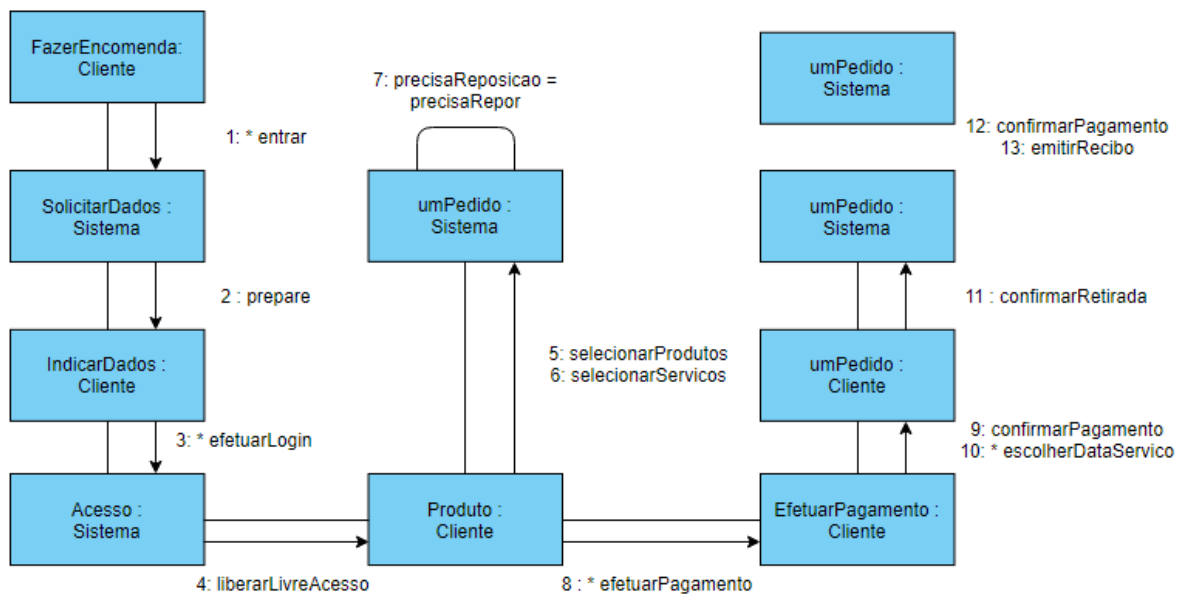 FazerEncomenda:
Cliente
1: * entrar
SolicitarDados :
Sistema
2 : prepare
IndicarDados :
Cliente
3: * efetuarLogin
Acesso :
Sistema
4: liberarLivreAcesso
7: precisaReposicao =
precisaRepor
umPedido :
Sistema
5: selecionarProdutos
6: selecionarServicos
Produto :
Cliente
8 : * efetuarPagamento
umPedido :
Sistema
12: confirmarPagamento
13: emitirRecibo
umPedido :
Sistema
11 : confirmarRetirada
umPedido :
Cliente
9: confirmarPagamento
10: * escolherDataServico
EfetuarPagamento :
Cliente